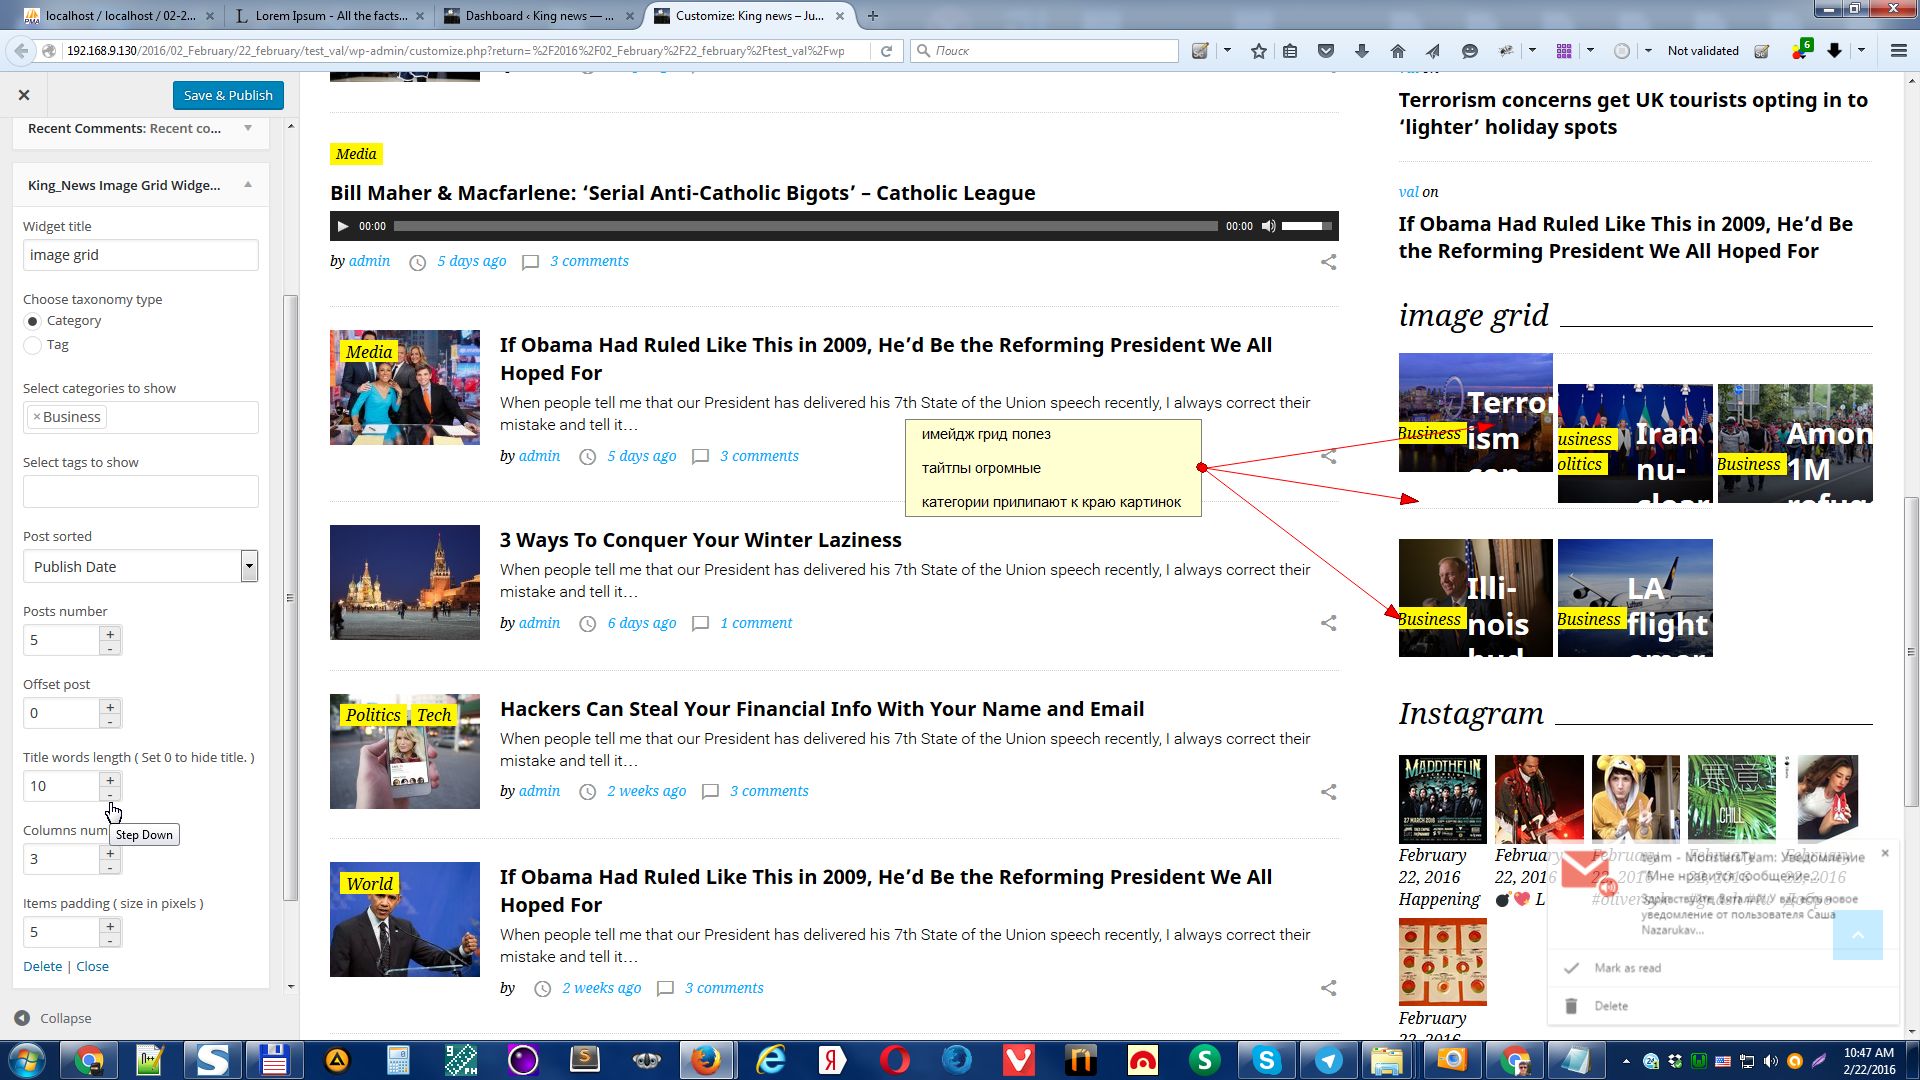 localhost / localhost / 02-2...
Lorem Ipsum - All the facts...
Dashboard ‹ King news — ...
Customize: King news – Ju...
192.168.9.130/2016/02_February/22_february/test_val/wp-admin/customize.php?return=%2F2016%2F02_February%2F22_february%2Ftest_val%2Fwp
Поиск
Not validated
6
Save & Publish
Recent Comments: Recent co...
King_News Image Grid Widge...
Widget title
image grid
Choose taxonomy type
Category
Tag
Select categories to show
× Business
Select tags to show
Post sorted
Publish Date
Posts number
5
Offset post
0
Title words length ( Set 0 to hide title. )
10
Step Down
Columns num
3
Items padding ( size in pixels )
5
Delete | Close
Collapse
Media
Bill Maher & Macfarlene: ‘Serial Anti-Catholic Bigots’ – Catholic League
00:00
00:00
by admin 5 days ago 3 comments
Media
If Obama Had Ruled Like This in 2009, He’d Be the Reforming President We All
Hoped For
When people tell me that our President has delivered his 7th State of the Union speech recently, I always correct their
mistake and tell it…
by admin 5 days ago 3 comments
имейдж грид полез
тайтлы огромные
категории прилипают к краю картинок
3 Ways To Conquer Your Winter Laziness
When people tell me that our President has delivered his 7th State of the Union speech recently, I always correct their
mistake and tell it…
by admin 6 days ago 1 comment
Politics Tech
Hackers Can Steal Your Financial Info With Your Name and Email
When people tell me that our President has delivered his 7th State of the Union speech recently, I always correct their
mistake and tell it…
by admin 2 weeks ago 3 comments
World
If Obama Had Ruled Like This in 2009, He’d Be the Reforming President We All
Hoped For
When people tell me that our President has delivered his 7th State of the Union speech recently, I always correct their
mistake and tell it…
by 2 weeks ago 3 comments
Terrorism concerns get UK tourists opting in to
‘lighter’ holiday spots
val on
If Obama Had Ruled Like This in 2009, He’d Be
the Reforming President We All Hoped For
image grid
Business
Terror
ism
con
usiness
olitics
Iran
nu-
clear
Business
Amon
1M
refug
Business
Illi-
nois
bud
Business
LA
flight
Instagram
CHILL
February
22, 2016
Happening
February
22, 2016
L
February
22, 2016
February
22, 2016
February
22, 2016
February
22, 2016
team - MonstersTeam: Уведомление
"Мне нравится сообщение...
Здравствуйте, Виталий! У вас есть новое
уведомление от пользователя Саша
Nazarukav...
Mark as read
Delete
10:47 AM
2/22/2016